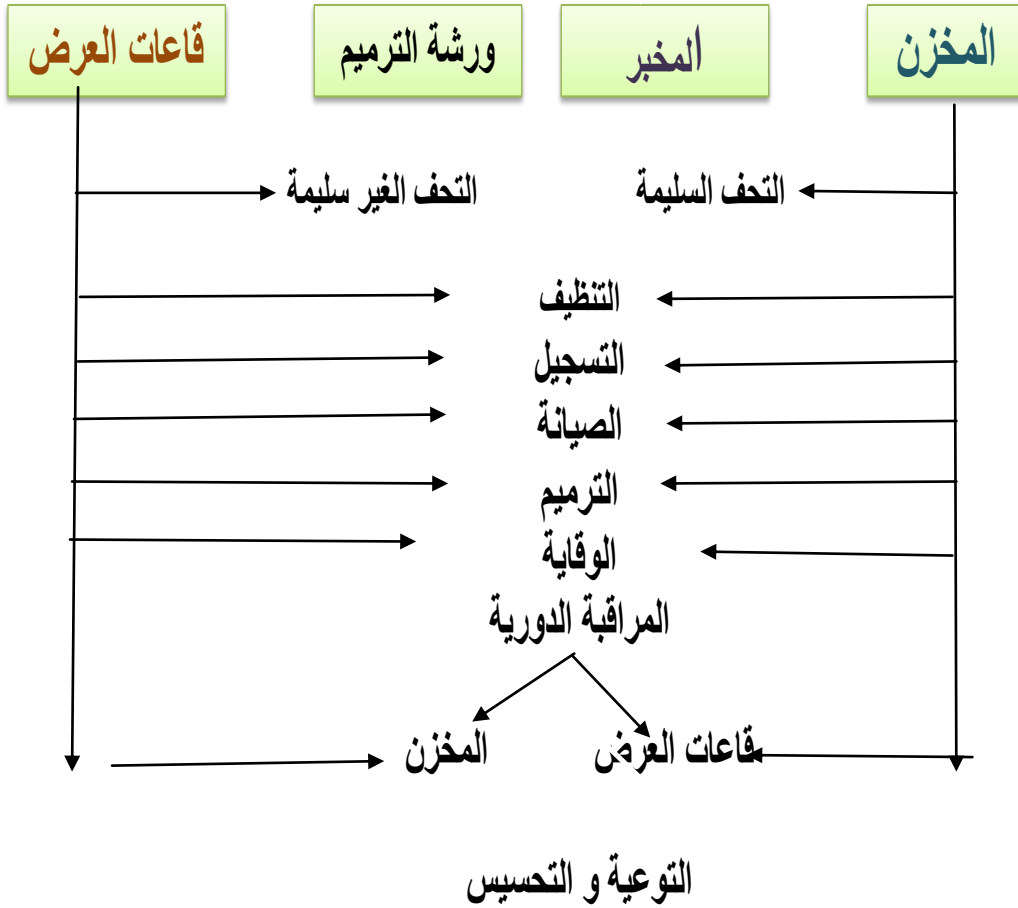 المخزن
المخبر
ورشة الترميم
قاعات العرض
التحف السليمة
التحف الغير سليمة
التنظيف
التسجيل
الصيانة
الترميم
الوقاية
المراقبة الدورية
قاعات العرض
المخزن
التوعية و التحسيس